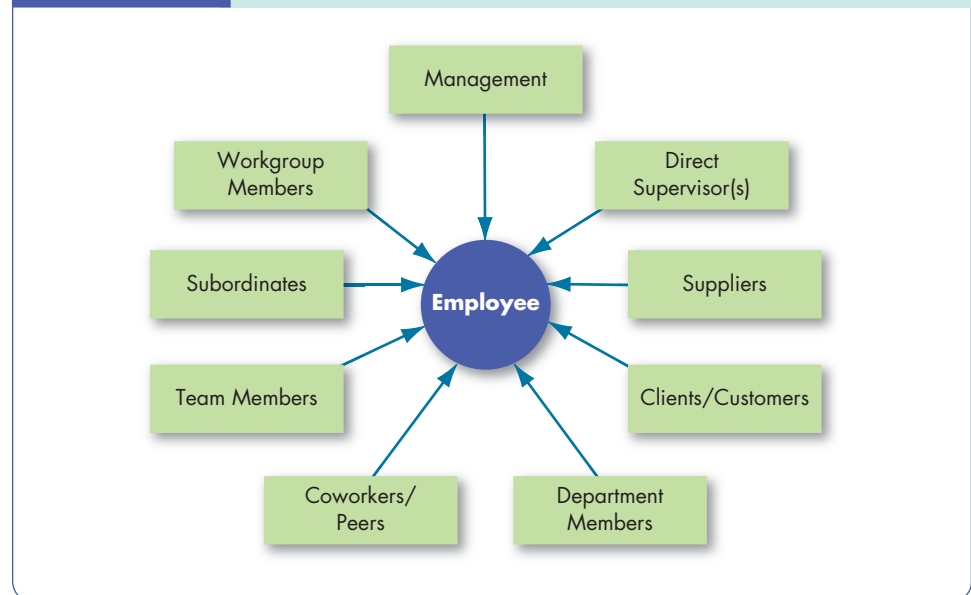 Management
Workgroup
Members
Direct
Supervisor(s)
Subordinates
Employee
Suppliers
Team Members
Clients/Customers
Coworkers/
Peers
Department
Members